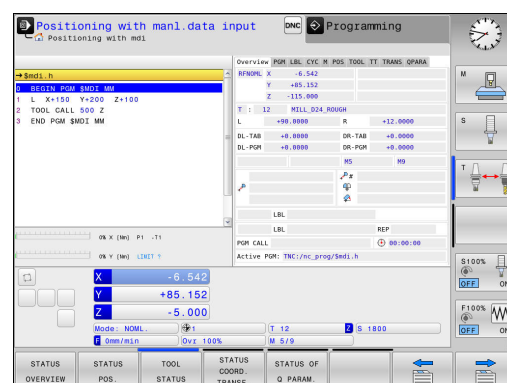 Positioning with manl.data input
Positioning with mdi
DNC
Programming
→$mdi.h
0 BEGIN PGM $MDI MM
1 L X+150 Y+200 Z+100
2 TOOL CALL 500 Z
3 END PGM $MDI MM
0% X [Nm] P1 -T1
0% Y [Nm] LIMIT ?
Overview PGM LBL CYC M POS TOOL TT TRANS QPARA
RFNOML X -6.542
Y +85.152
Z -115.000
T : 12 MILL_D24_ROUGH
L +90.0000 R +12.0000
DL-TAB +0.0000 DR-TAB +0.0000
DL-PGM +0.0000 DR-PGM +0.0000
M5 M9
LBL
LBL REP
PGM CALL 00:00:00
Active PGM: TNC:/nc_prog/$mdi.h
X -6.542
Y +85.152
Z -5.000
Mode: NOML. 1 T 12 Z S 1800
F 0mm/min Ovr 100% M 5/9
M
S
T
S100%
OFF ON
F100%
OFF ON
STATUS OVERVIEW
STATUS POS.
TOOL STATUS
STATUS COORD. TRANSF.
STATUS OF Q PARAM.